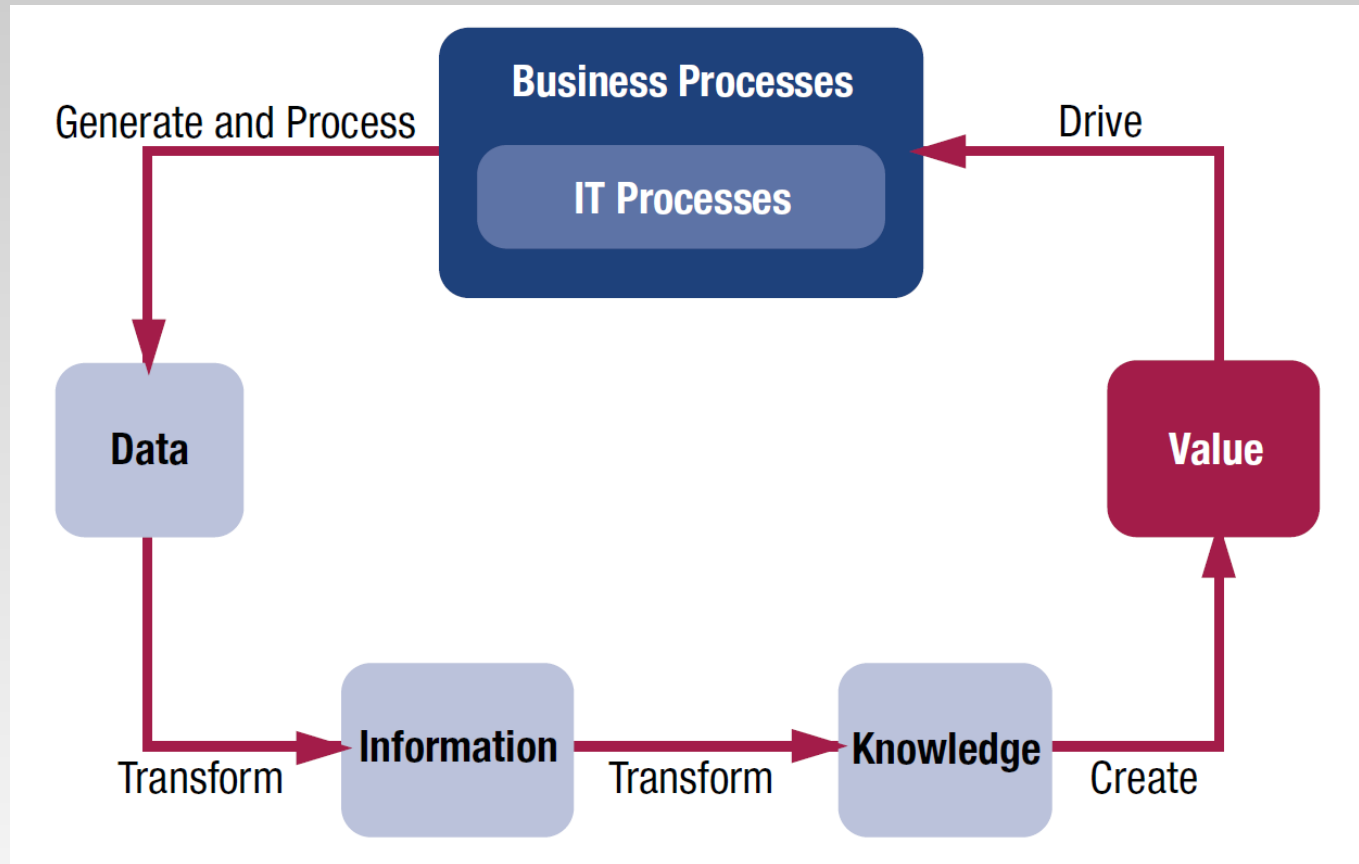 Business Processes
Generate and Process
Drive
IT Processes
Data
Value
Information
Knowledge
Transform
Transform
Create